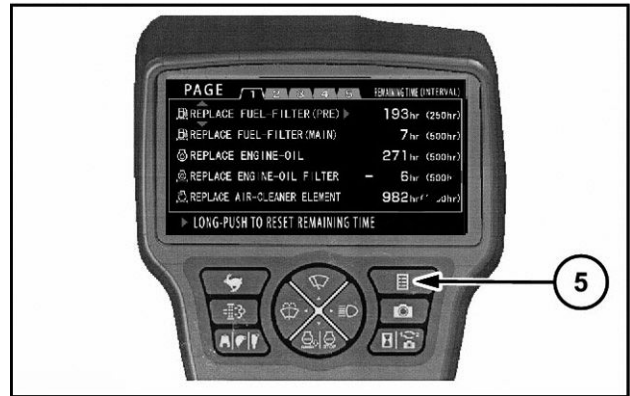 PAGE 1 2 3 4 5 REMAINING TIME (INTERVAL)
REPLACE FUEL-FILTER(PRE) 193hr (250hr)
REPLACE FUEL-FILTER(MAIN) 7hr (500hr)
REPLACE ENGINE-OIL 271hr (500hr)
REPLACE ENGINE-OIL FILTER - 6hr (500h
REPLACE AIR-CLEANER ELEMENT 982hr
LONG-PUSH TO RESET REMAINING TIME
5